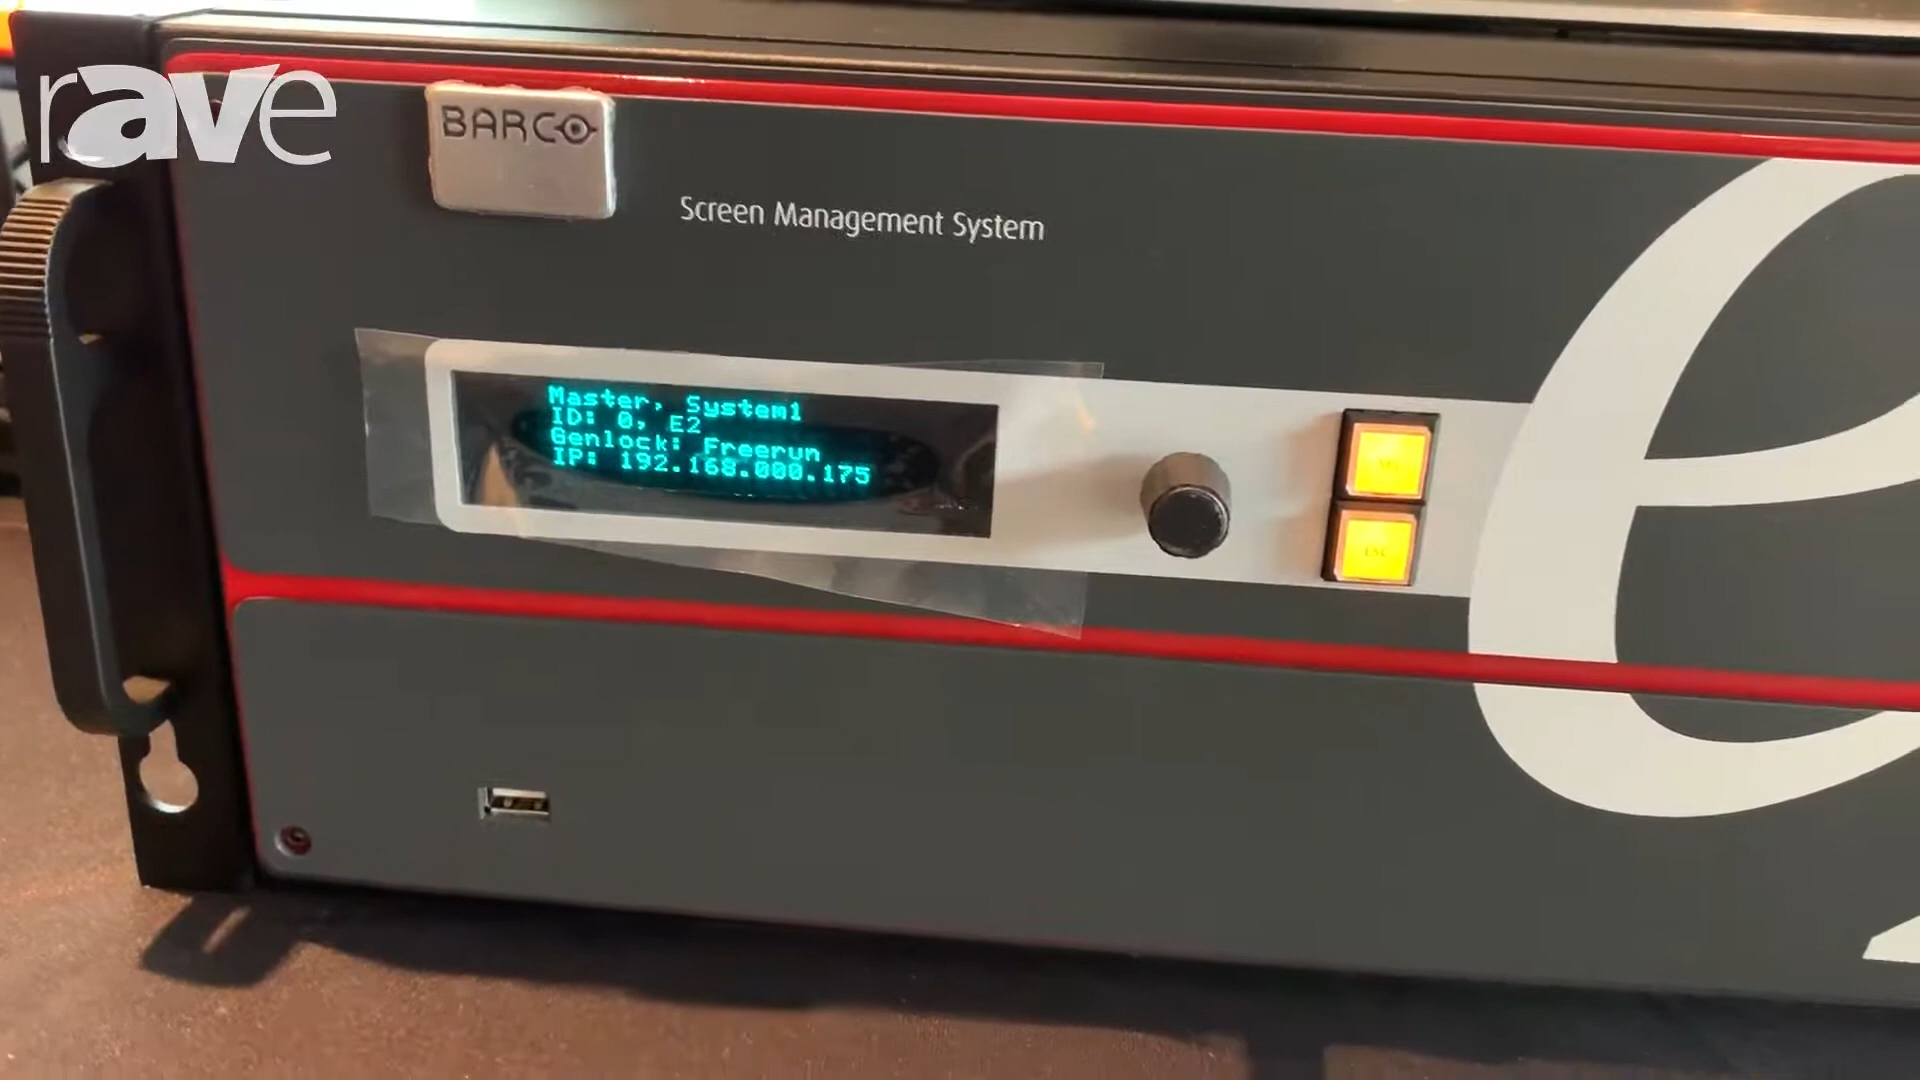 rave
BARCO
Screen Management System
Master, System1
ID: 0, E2
Genlock: Freerun
IP: 192.168.000.175
ESC
e